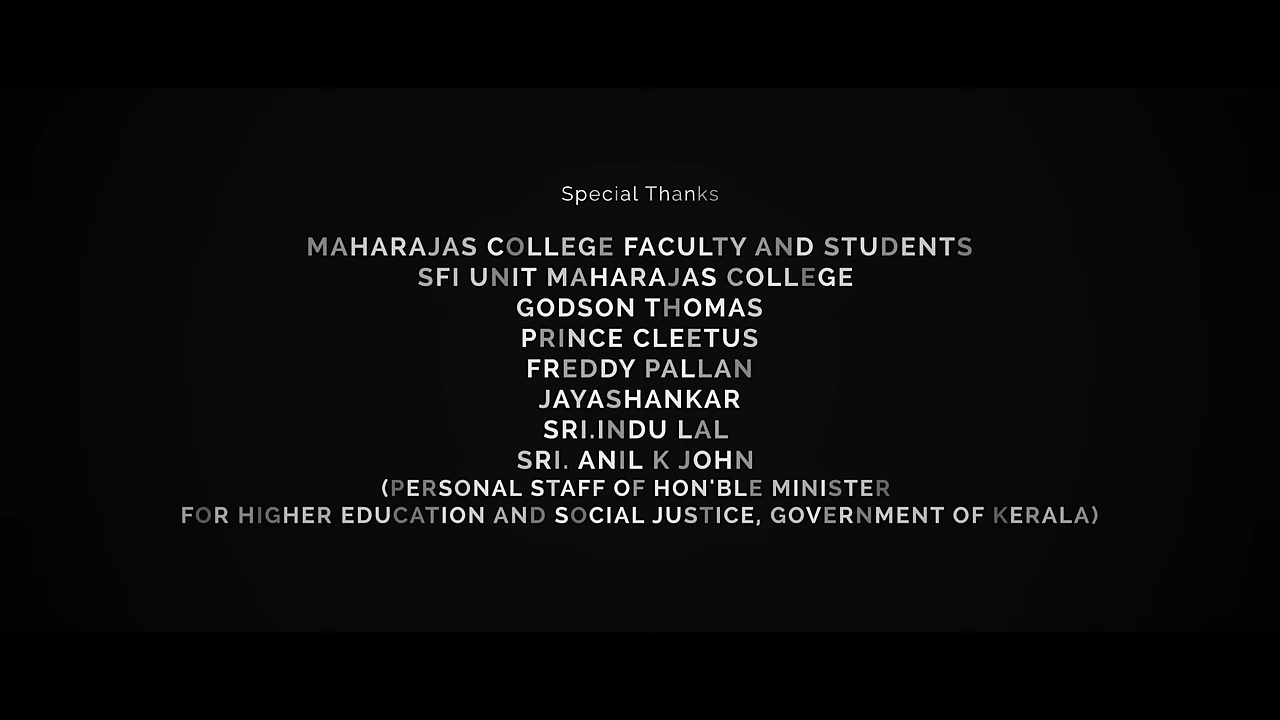 Special Thanks
MAHARAJAS COLLEGE FACULTY AND STUDENTS
SFI UNIT MAHARAJAS COLLEGE
GODSON THOMAS
PRINCE CLEETUS
FREDDY PALLAN
JAYASHANKAR
SRI.INDU LAL
SRI. ANIL K JOHN
(PERSONAL STAFF OF HON'BLE MINISTER
FOR HIGHER EDUCATION AND SOCIAL JUSTICE, GOVERNMENT OF KERALA)